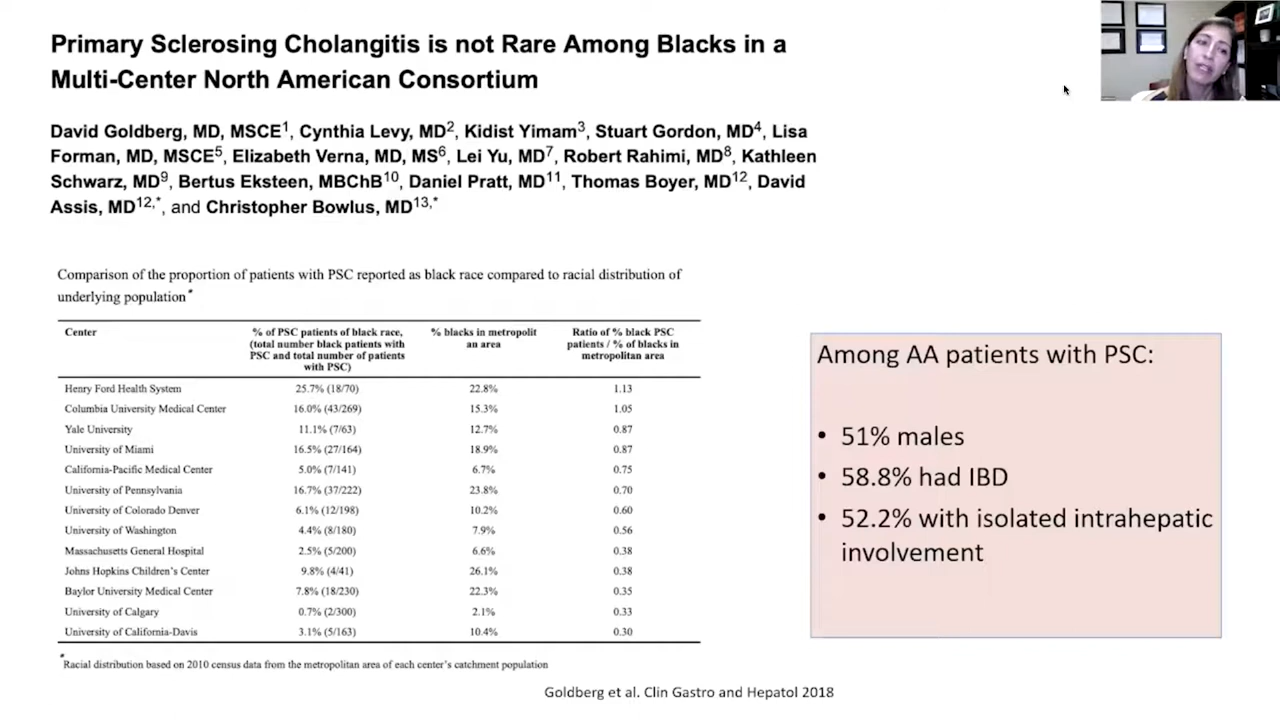 Primary Sclerosing Cholangitis is not Rare Among Blacks in a
Multi-Center North American Consortium
David Goldberg, MD, MSCE1, Cynthia Levy, MD2, Kidist Yimam3, Stuart Gordon, MD4, Lisa
Forman, MD, MSCE5, Elizabeth Verna, MD, MS6, Lei Yu, MD7, Robert Rahimi, MD8, Kathleen
Schwarz, MD9, Bertus Eksteen, MBChB10, Daniel Pratt, MD11, Thomas Boyer, MD12, David
Assis, MD12,*, and Christopher Bowlus, MD13,*
Comparison of the proportion of patients with PSC reported as black race compared to racial distribution of
underlying population*
Center % of PSC patients of black race, % blacks in metropolit Ratio of % black PSC
(total number black patients with an area patients / % of blacks in
PSC and total number of patients metropolitan area
with PSC)
Henry Ford Health System 25.7% (18/70) 22.8% 1.13
Columbia University Medical Center 16.0% (43/269) 15.3% 1.05
Yale University 11.1% (7/63) 12.7% 0.87
University of Miami 16.5% (27/164) 18.9% 0.87
California-Pacific Medical Center 5.0% (7/141) 6.7% 0.75
University of Pennsylvania 16.7% (37/222) 23.8% 0.70
University of Colorado Denver 6.1% (12/198) 10.2% 0.60
University of Washington 4.4% (8/180) 7.9% 0.56
Massachusetts General Hospital 2.5% (5/200) 6.6% 0.38
Johns Hopkins Children's Center 9.8% (4/41) 26.1% 0.38
Baylor University Medical Center 7.8% (18/230) 22.3% 0.35
University of Calgary 0.7% (2/300) 2.1% 0.33
University of California-Davis 3.1% (5/163) 10.4% 0.30
*Racial distribution based on 2010 census data from the metropolitan area of each center's catchment population
Among AA patients with PSC:
• 51% males
• 58.8% had IBD
• 52.2% with isolated intrahepatic
involvement
Goldberg et al. Clin Gastro and Hepatol 2018